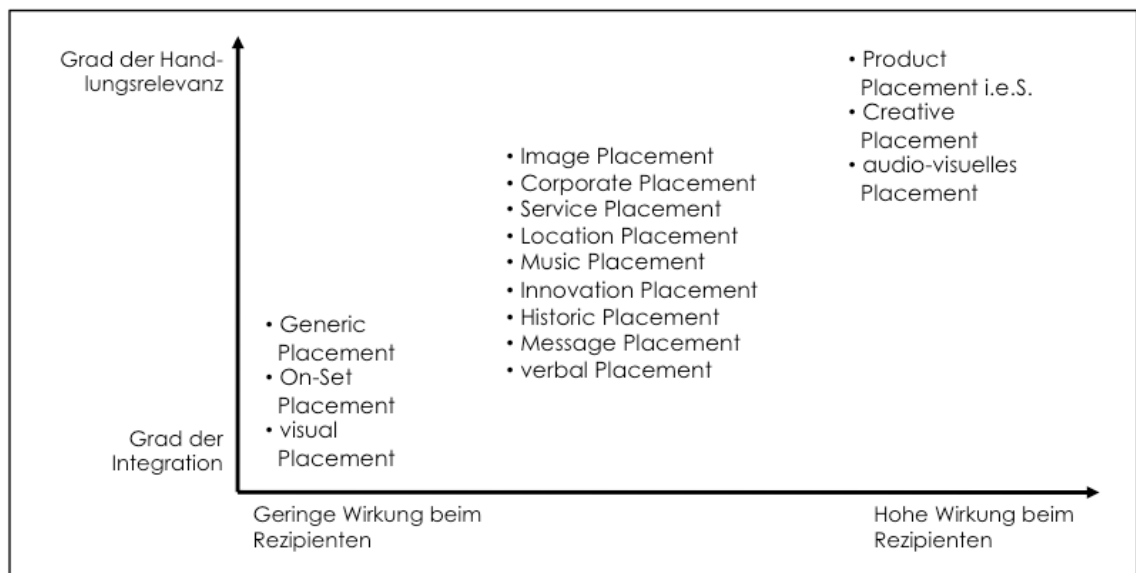 Grad der Hand-
lungsrelevanz
• Product
Placement i.e.S.
• Creative
Placement
• audio-visuelles
Placement
• Image Placement
• Corporate Placement
• Service Placement
• Location Placement
• Music Placement
• Innovation Placement
• Historic Placement
• Message Placement
• verbal Placement
• Generic
Placement
• On-Set
Placement
• visual
Placement
Grad der
Integration
Geringe Wirkung beim
Rezipienten
Hohe Wirkung beim
Rezipienten